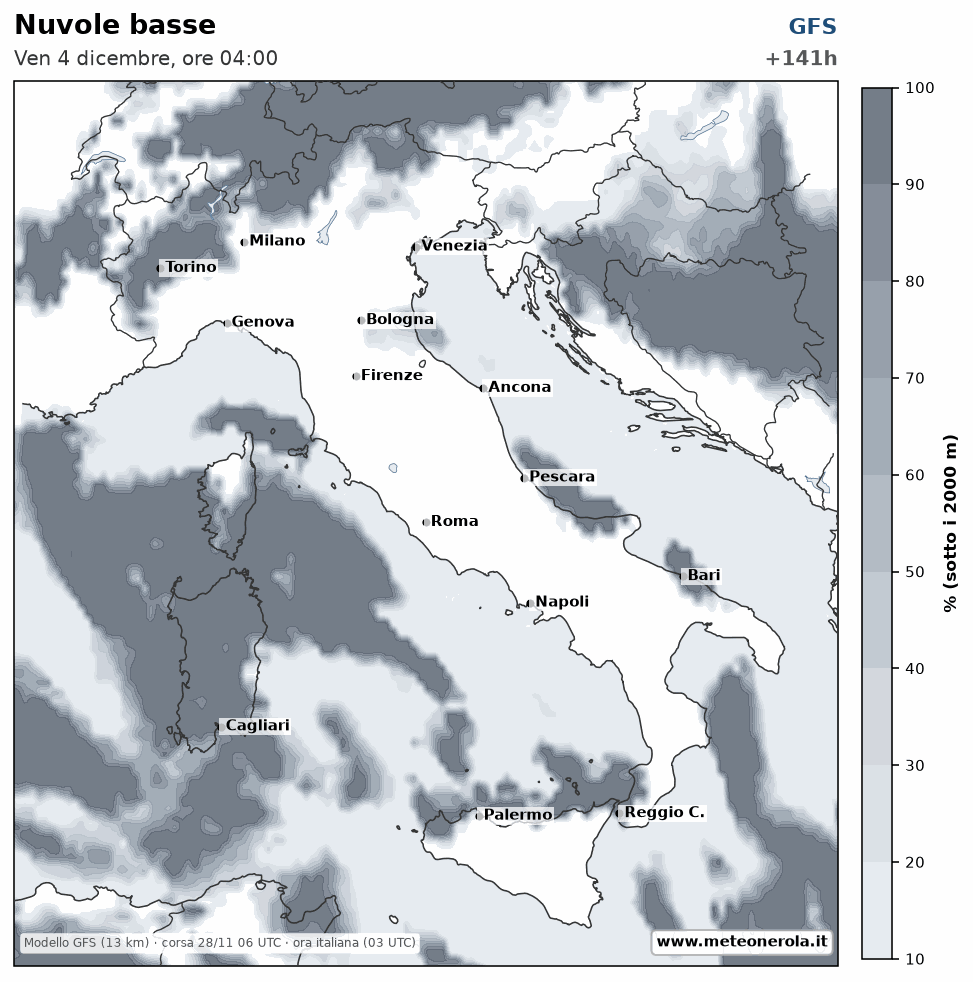 Nuvole basse
GFS
Ven 4 dicembre, ore 04:00
+141h
100
90
80
70
60
50
40
30
20
10
% (sotto i 2000 m)
Milano
Venezia
Torino
Genova
Bologna
Firenze
Ancona
Pescara
Roma
Bari
Napoli
Cagliari
Palermo
Reggio C.
Modello GFS (13 km) · corsa 28/11 06 UTC · ora italiana (03 UTC)
www.meteonerola.it